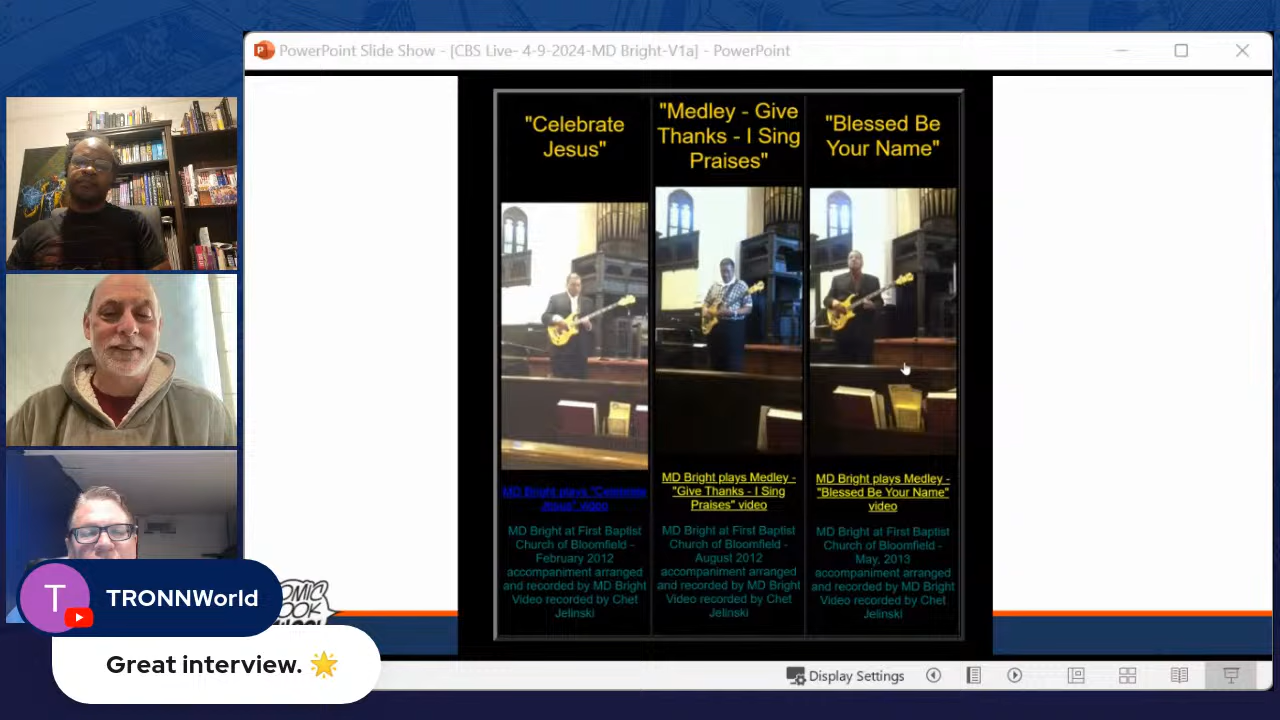 PowerPoint Slide Show - [CBS Live- 4-9-2024-MD Bright-V1a] - PowerPoint
"Celebrate
Jesus"
"Medley - Give
Thanks - I Sing
Praises"
"Blessed Be
Your Name"
MD Bright plays "Celebrate
Jesus" video
MD Bright at First Baptist
Church of Bloomfield -
February 2012
accompaniment arranged
and recorded by MD Bright
Video recorded by Chet
Jelinski
MD Bright plays Medley -
"Give Thanks - I Sing
Praises" video
MD Bright at First Baptist
Church of Bloomfield -
August 2012
accompaniment arranged
and recorded by MD Bright
Video recorded by Chet
Jelinski
MD Bright plays Medley -
"Blessed Be Your Name"
video
MD Bright at First Baptist
Church of Bloomfield -
May, 2013
accompaniment arranged
and recorded by MD Bright
Video recorded by Chet
Jelinski
T
TRONNWorld
Great interview. 🌟
Display Settings